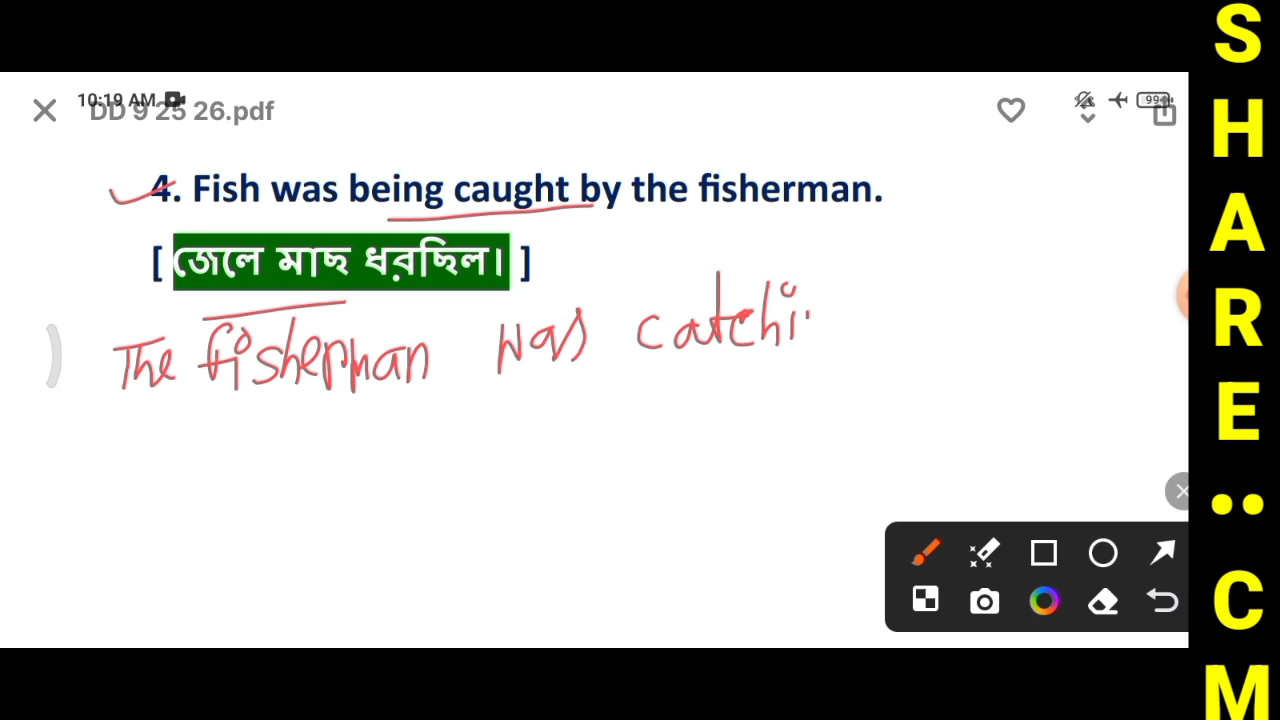 10:19 AM
DD 9 25 26.pdf
99
4. Fish was being caught by the fisherman.
[ জেলে মাছ ধরছিল। ]
The fisherman was catchi
SHARE •• CM